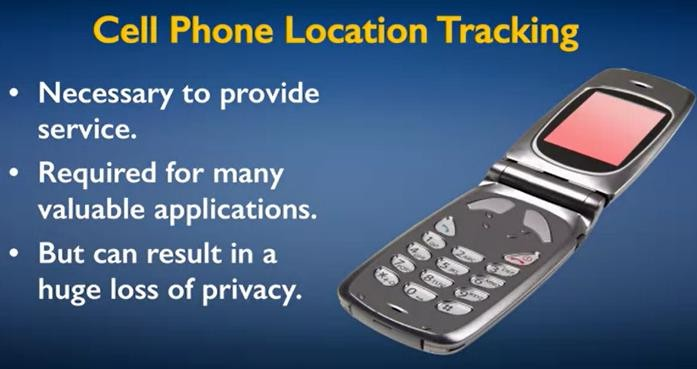 Cell Phone Location Tracking
• Necessary to provide
service.
• Required for many
valuable applications.
• But can result in a
huge loss of privacy.